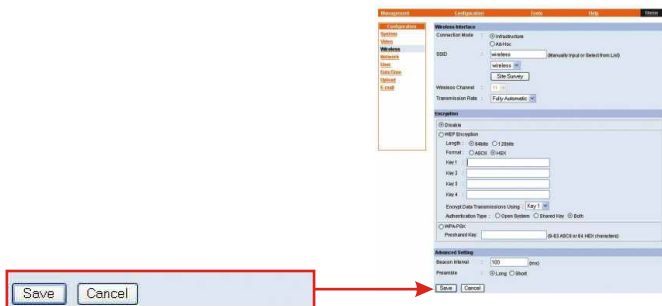 Management Configuration Tools Help Home
Configuration
System
Video
Wireless
Network
User
Date/Time
Upload
E-mail
Wireless Interface
Connection Mode : Infrastructure
Ad-Hoc
SSID : wireless (Manually Input or Select from List)
wireless
Site Survey
Wireless Channel : 11
Transmission Rate : Fully Automatic
Encryption
Disable
WEP Encryption
Length : 64bits 128bits
Format : ASCII HEX
Key 1 :
Key 2 :
Key 3 :
Key 4 :
Encrypt Data Transmissions Using : Key 1
Authentication Type : Open System Shared Key Both
WPA-PSK
Preshared Key: (8-63 ASCII or 64 HEX characters)
Advanced Setting
Beacon Interval : 100 (ms)
Preamble : Long Short
Save Cancel
Save Cancel